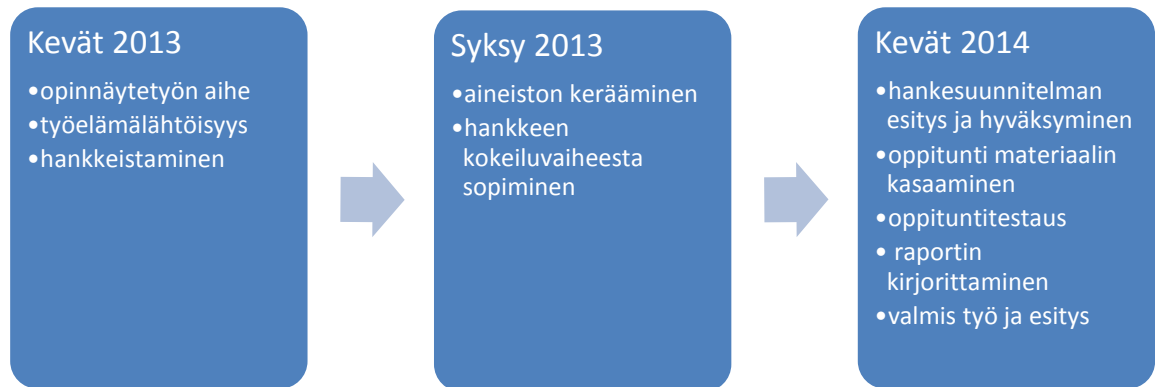 Kevät 2013
•opinnäytetyön aihe
•työelämälähtöisyys
•hankkeistaminen
Syksy 2013
•aineiston kerääminen
•hankkeen
kokeiluvaiheesta
sopiminen
Kevät 2014
•hankesuunnitelman
esitys ja hyväksyminen
•oppitunti materiaalin
kasaaminen
•oppituntitestaus
• raportin
kirjorittaminen
•valmis työ ja esitys